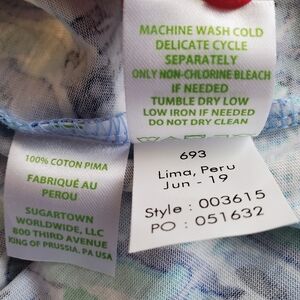 MACHINE WASH COLD
DELICATE CYCLE
SEPARATELY
ONLY NON-CHLORINE BLEACH
IF NEEDED
TUMBLE DRY LOW
LOW IRON IF NEEDED
DO NOT DRY CLEAN
100% COTON PIMA
FABRIQUÉ AU
PEROU
SUGARTOWN
WORLDWIDE, LLC
800 THIRD AVENUE
KING OF PRUSSIA, PA USA
693
Lima, Peru
Jun - 19
Style : 003615
PO : 051632